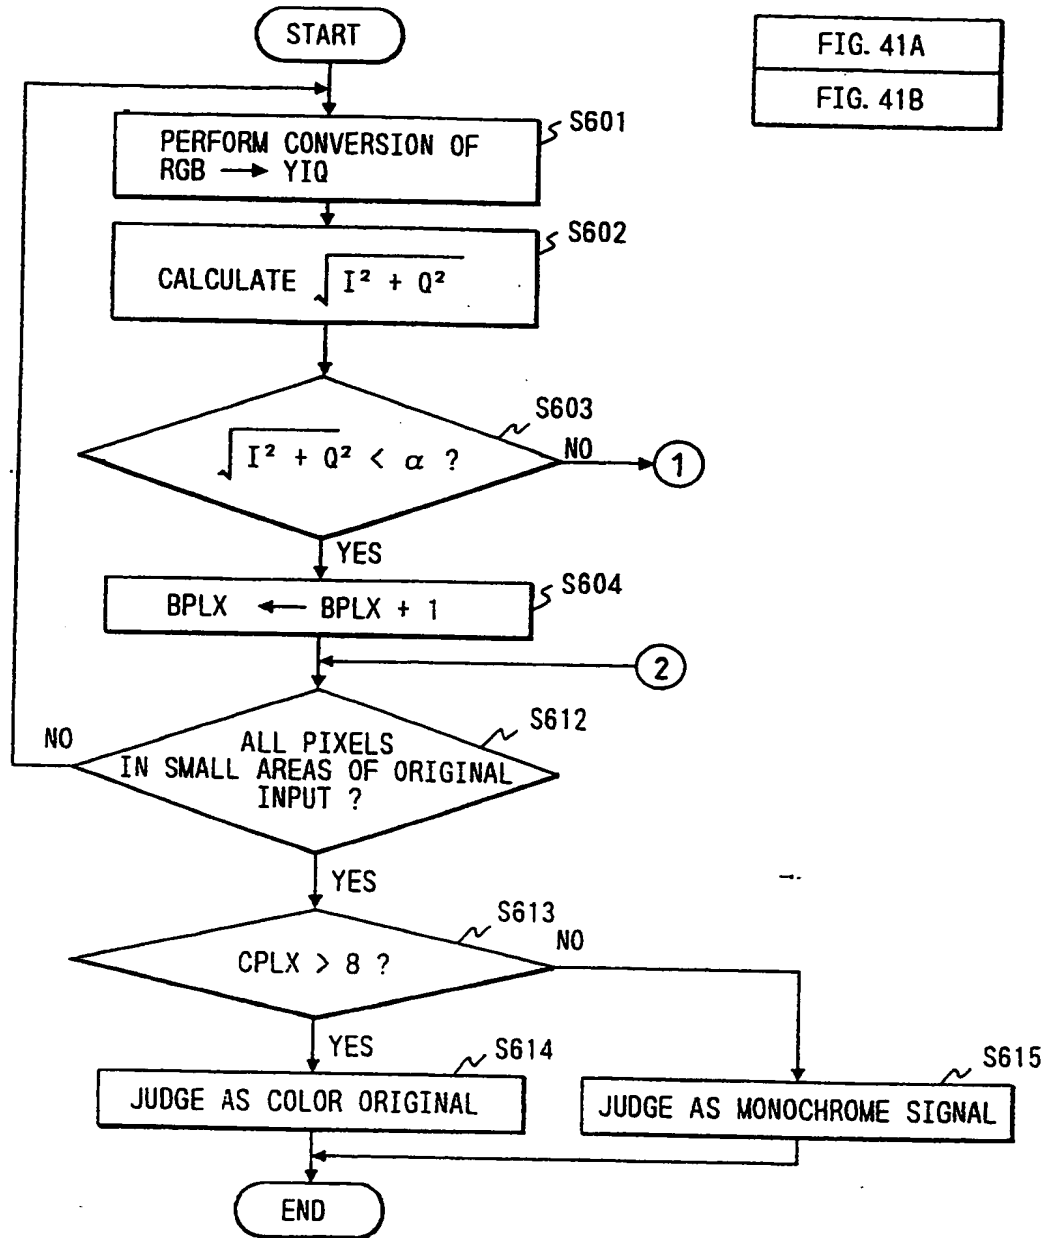 START
FIG. 41A
FIG. 41B
S601
PERFORM CONVERSION OF
RGB → YIQ
S602
CALCULATE √I² + Q²
S603
√I² + Q² < α ?
NO
1
YES
S604
BPLX ← BPLX + 1
2
S612
NO
ALL PIXELS
IN SMALL AREAS OF ORIGINAL
INPUT ?
YES
S613
CPLX > 8 ?
NO
YES
S614
JUDGE AS COLOR ORIGINAL
S615
JUDGE AS MONOCHROME SIGNAL
END